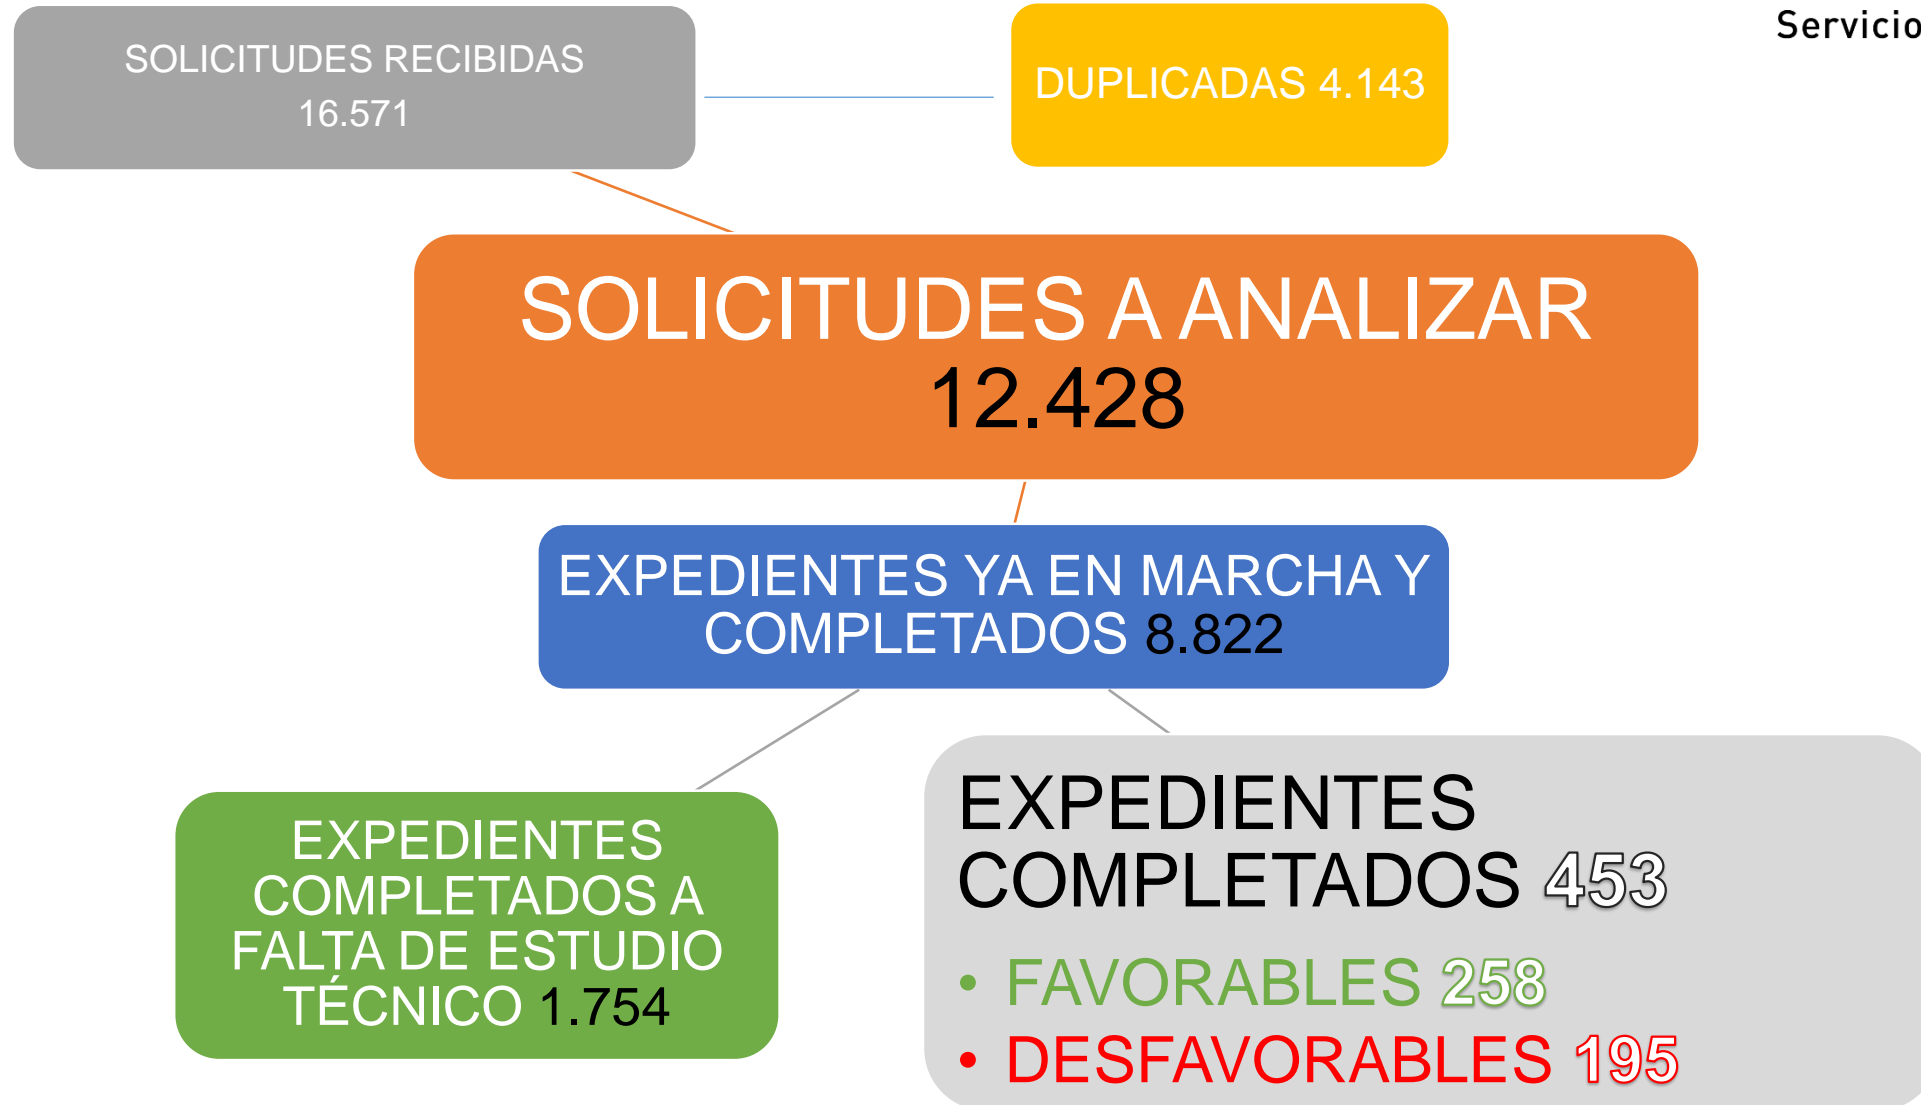 Servicio
SOLICITUDES RECIBIDAS
16.571
DUPLICADAS 4.143
SOLICITUDES A ANALIZAR
12.428
EXPEDIENTES YA EN MARCHA Y
COMPLETADOS 8.822
EXPEDIENTES
COMPLETADOS A
FALTA DE ESTUDIO
TÉCNICO 1.754
EXPEDIENTES
COMPLETADOS 453
• FAVORABLES 258
• DESFAVORABLES 195